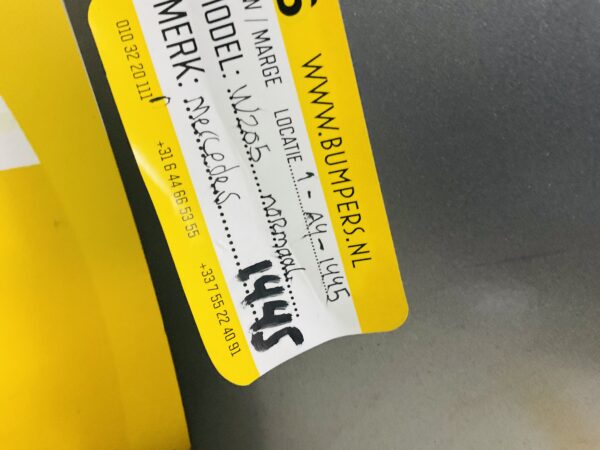 S
WWW.BUMPERS.NL
N / MARGE LOCATIE 1-A4-1445
MODEL: W205 normaal
MERK: Mercedes 1445
010 32 20 111 +31 6 44 66 53 55 +33 7 55 22 40 91